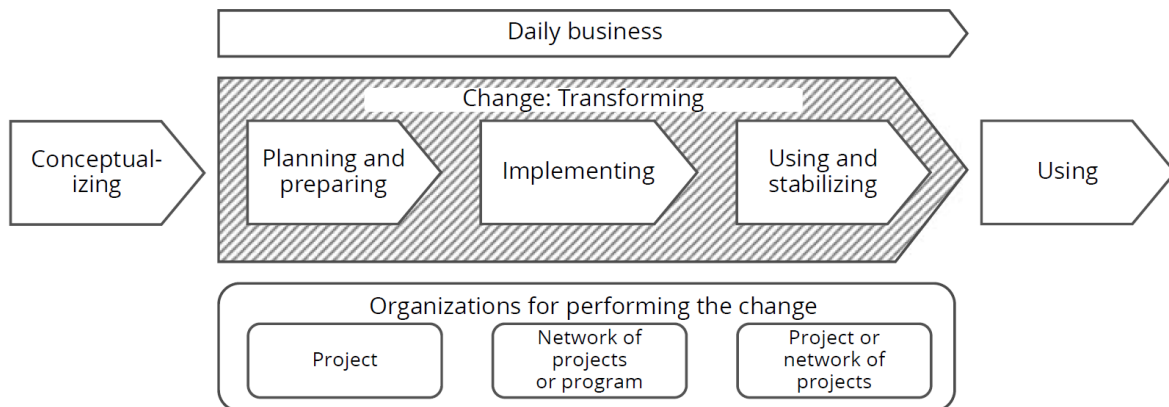 Daily business
Change: Transforming
Conceptual-
izing
Planning and
preparing
Implementing
Using and
stabilizing
Using
Organizations for performing the change
Project
Network of
projects
or program
Project or
network of
projects